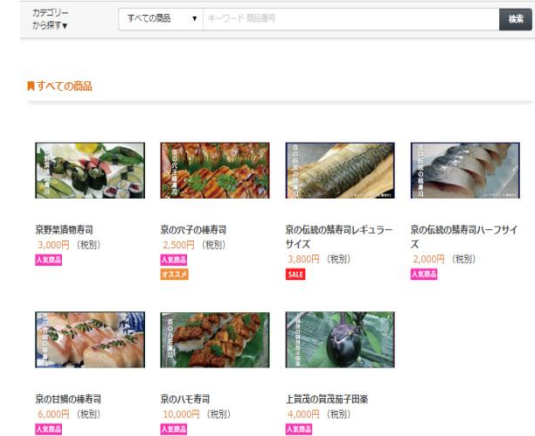 カテゴリー
から探す▼
すべての商品 ▼
キーワード 商品番号
検索
すべての商品
京野菜漬物寿司
3,000円 (税別)
人気商品
京の穴子の棒寿司
2,500円 (税別)
人気商品
オススメ
京の伝統の鯖寿司レギュラー
サイズ
3,800円 (税別)
SALE
京の伝統の鯖寿司ハーフサイ
ズ
2,000円 (税別)
人気商品
京の甘鯛の棒寿司
6,000円 (税別)
人気商品
京のハモ寿司
10,000円 (税別)
人気商品
上賀茂の賀茂茄子田楽
4,000円 (税別)
人気商品